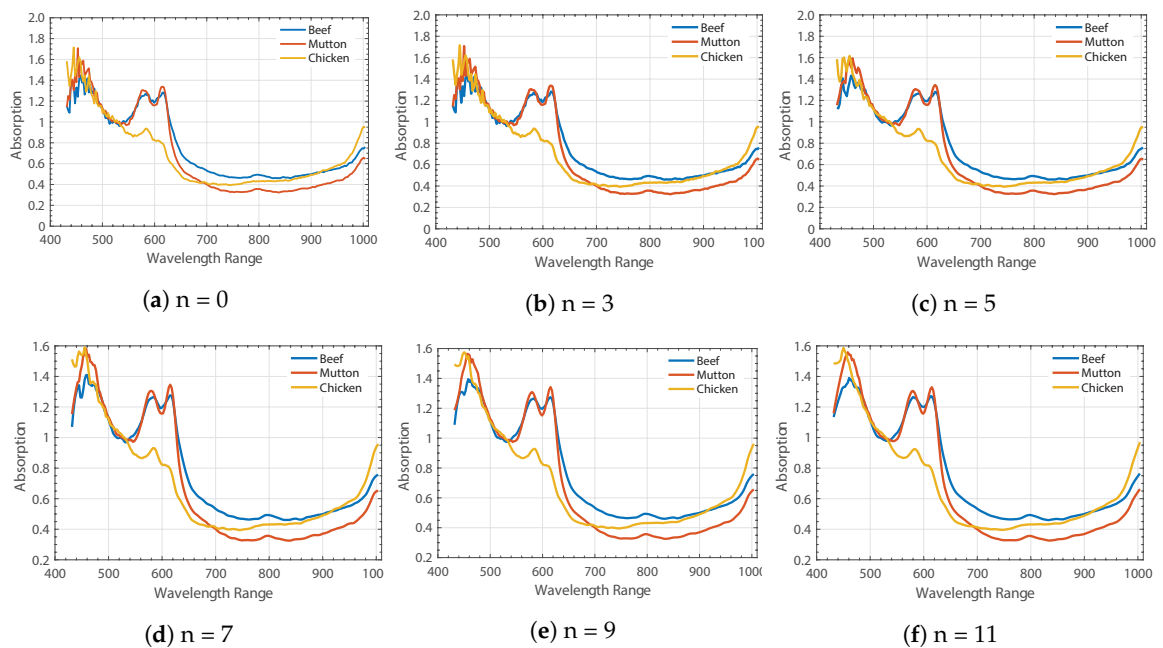 2.0
1.8
1.6
1.4
1.2
1.0
0.8
0.6
0.4
0.2
0
Absorption
Beef
Mutton
Chicken
400 500 600 700 800 900 1000
Wavelength Range
(a) n = 0
2.0
1.8
1.6
1.4
1.2
1.0
0.8
0.6
0.4
0.2
0
Absorption
Beef
Mutton
Chicken
400 500 600 700 800 900 1000
Wavelength Range
(b) n = 3
2.0
1.8
1.6
1.4
1.2
1.0
0.8
0.6
0.4
0.2
0
Absorption
Beef
Mutton
Chicken
400 500 600 700 800 900 1000
Wavelength Range
(c) n = 5
1.6
1.4
1.2
1
0.8
0.6
0.4
0.2
Absorption
Beef
Mutton
Chicken
400 500 600 700 800 900 100
Wavelength Range
(d) n = 7
1.6
1.4
1.2
1
0.8
0.6
0.4
0.2
Absorption
Beef
Mutton
Chicken
400 500 600 700 800 900 1000
Wavelength Range
(e) n = 9
1.6
1.4
1.2
1
0.8
0.6
0.4
0.2
Absorption
Beef
Mutton
Chicken
400 500 600 700 800 900 1000
Wavelength Range
(f) n = 11